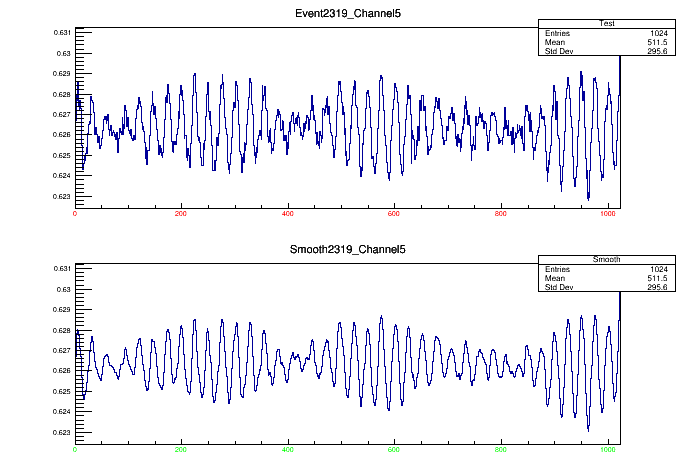 Event2319_Channel5
Test
Entries 1024
Mean 511.5
Std Dev 295.6
0.631
0.63
0.629
0.628
0.627
0.626
0.625
0.624
0.623
0 200 400 600 800 1000
Smooth2319_Channel5
Smooth
Entries 1024
Mean 511.5
Std Dev 295.6
0.631
0.63
0.629
0.628
0.627
0.626
0.625
0.624
0.623
0 200 400 600 800 1000